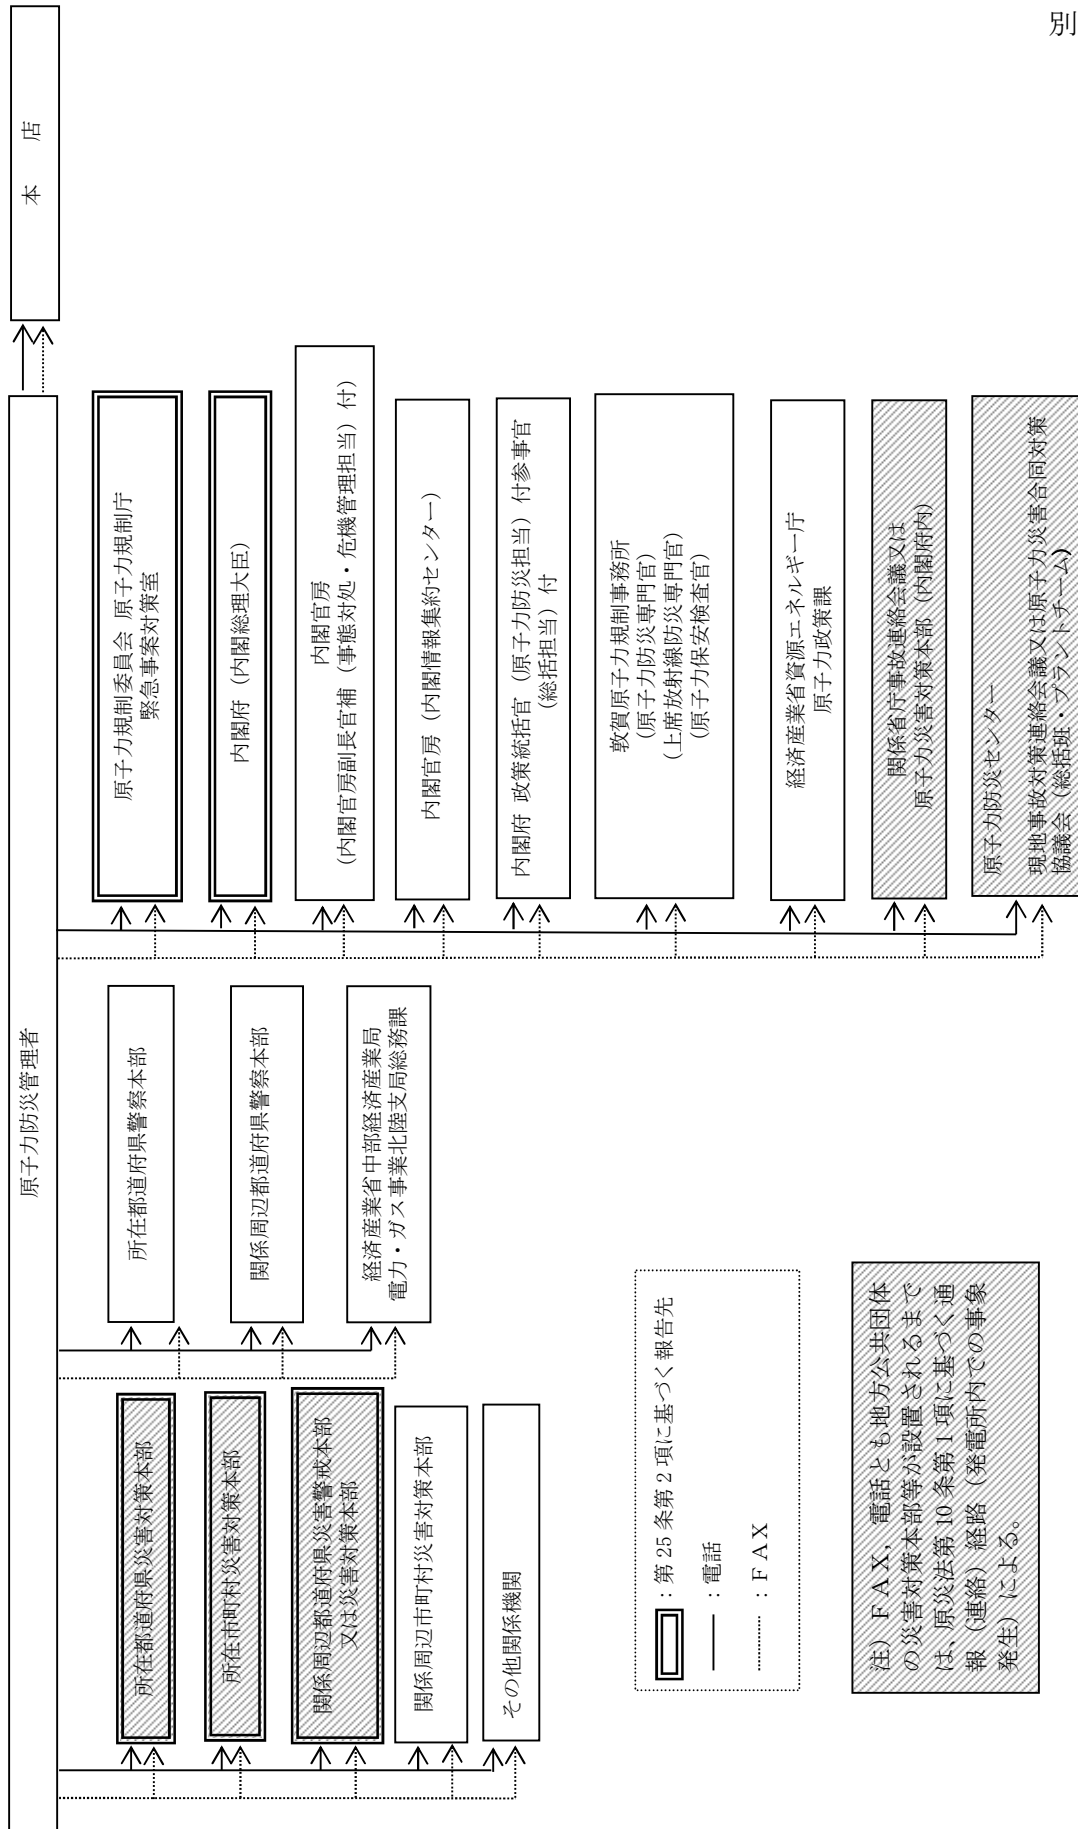 別
原子力防災管理者
本　店
所在都道府県災害対策本部
所在市町村災害対策本部
関係周辺都道府県災害警戒本部
又は災害対策本部
関係周辺市町村災害対策本部
その他関係機関
所在都道府県警察本部
関係周辺都道府県警察本部
経済産業省中部経済産業局
電力・ガス事業北陸支局総務課
原子力規制委員会 原子力規制庁
緊急事案対策室
内閣府（内閣総理大臣）
内閣官房
（内閣官房副長官補（事態対処・危機管理担当）付）
内閣官房（内閣情報集約センター）
内閣府 政策統括官（原子力防災担当）付参事官
（総括担当）付
敦賀原子力規制事務所
（原子力防災専門官）
（上席放射線防災専門官）
（原子力保安検査官）
経済産業省資源エネルギー庁
原子力政策課
関係省庁事故連絡会議又は
原子力災害対策本部（内閣府内）
原子力防災センター
現地事故対策連絡会議又は原子力災害合同対策
協議会（総括班・プラントチーム）
：第 25 条第 2 項に基づく報告先
：電話
：ＦＡＸ
注）ＦＡＸ，電話とも地方公共団体
の災害対策本部等が設置されるまで
は，原災法第 10 条第 1 項に基づく通
報（連絡）経路（発電所内での事象
発生）による。